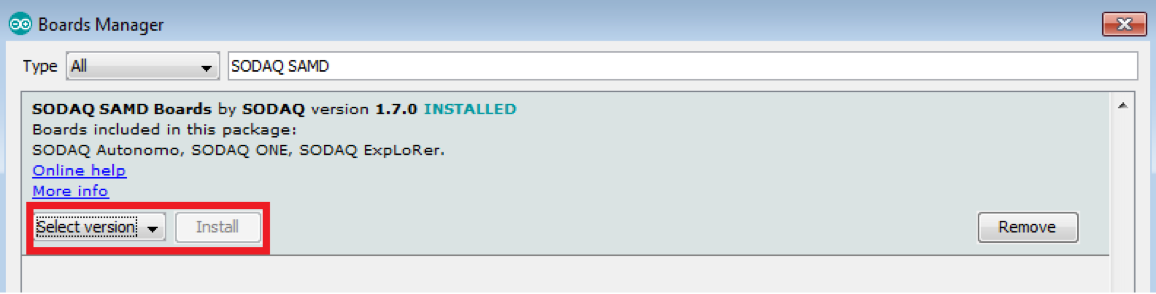 Boards Manager
Type All SODAQ SAMD
SODAQ SAMD Boards by SODAQ version 1.7.0 INSTALLED
Boards included in this package:
SODAQ Autonomo, SODAQ ONE, SODAQ ExpLoRer.
Online help
More info
Select version Install Remove